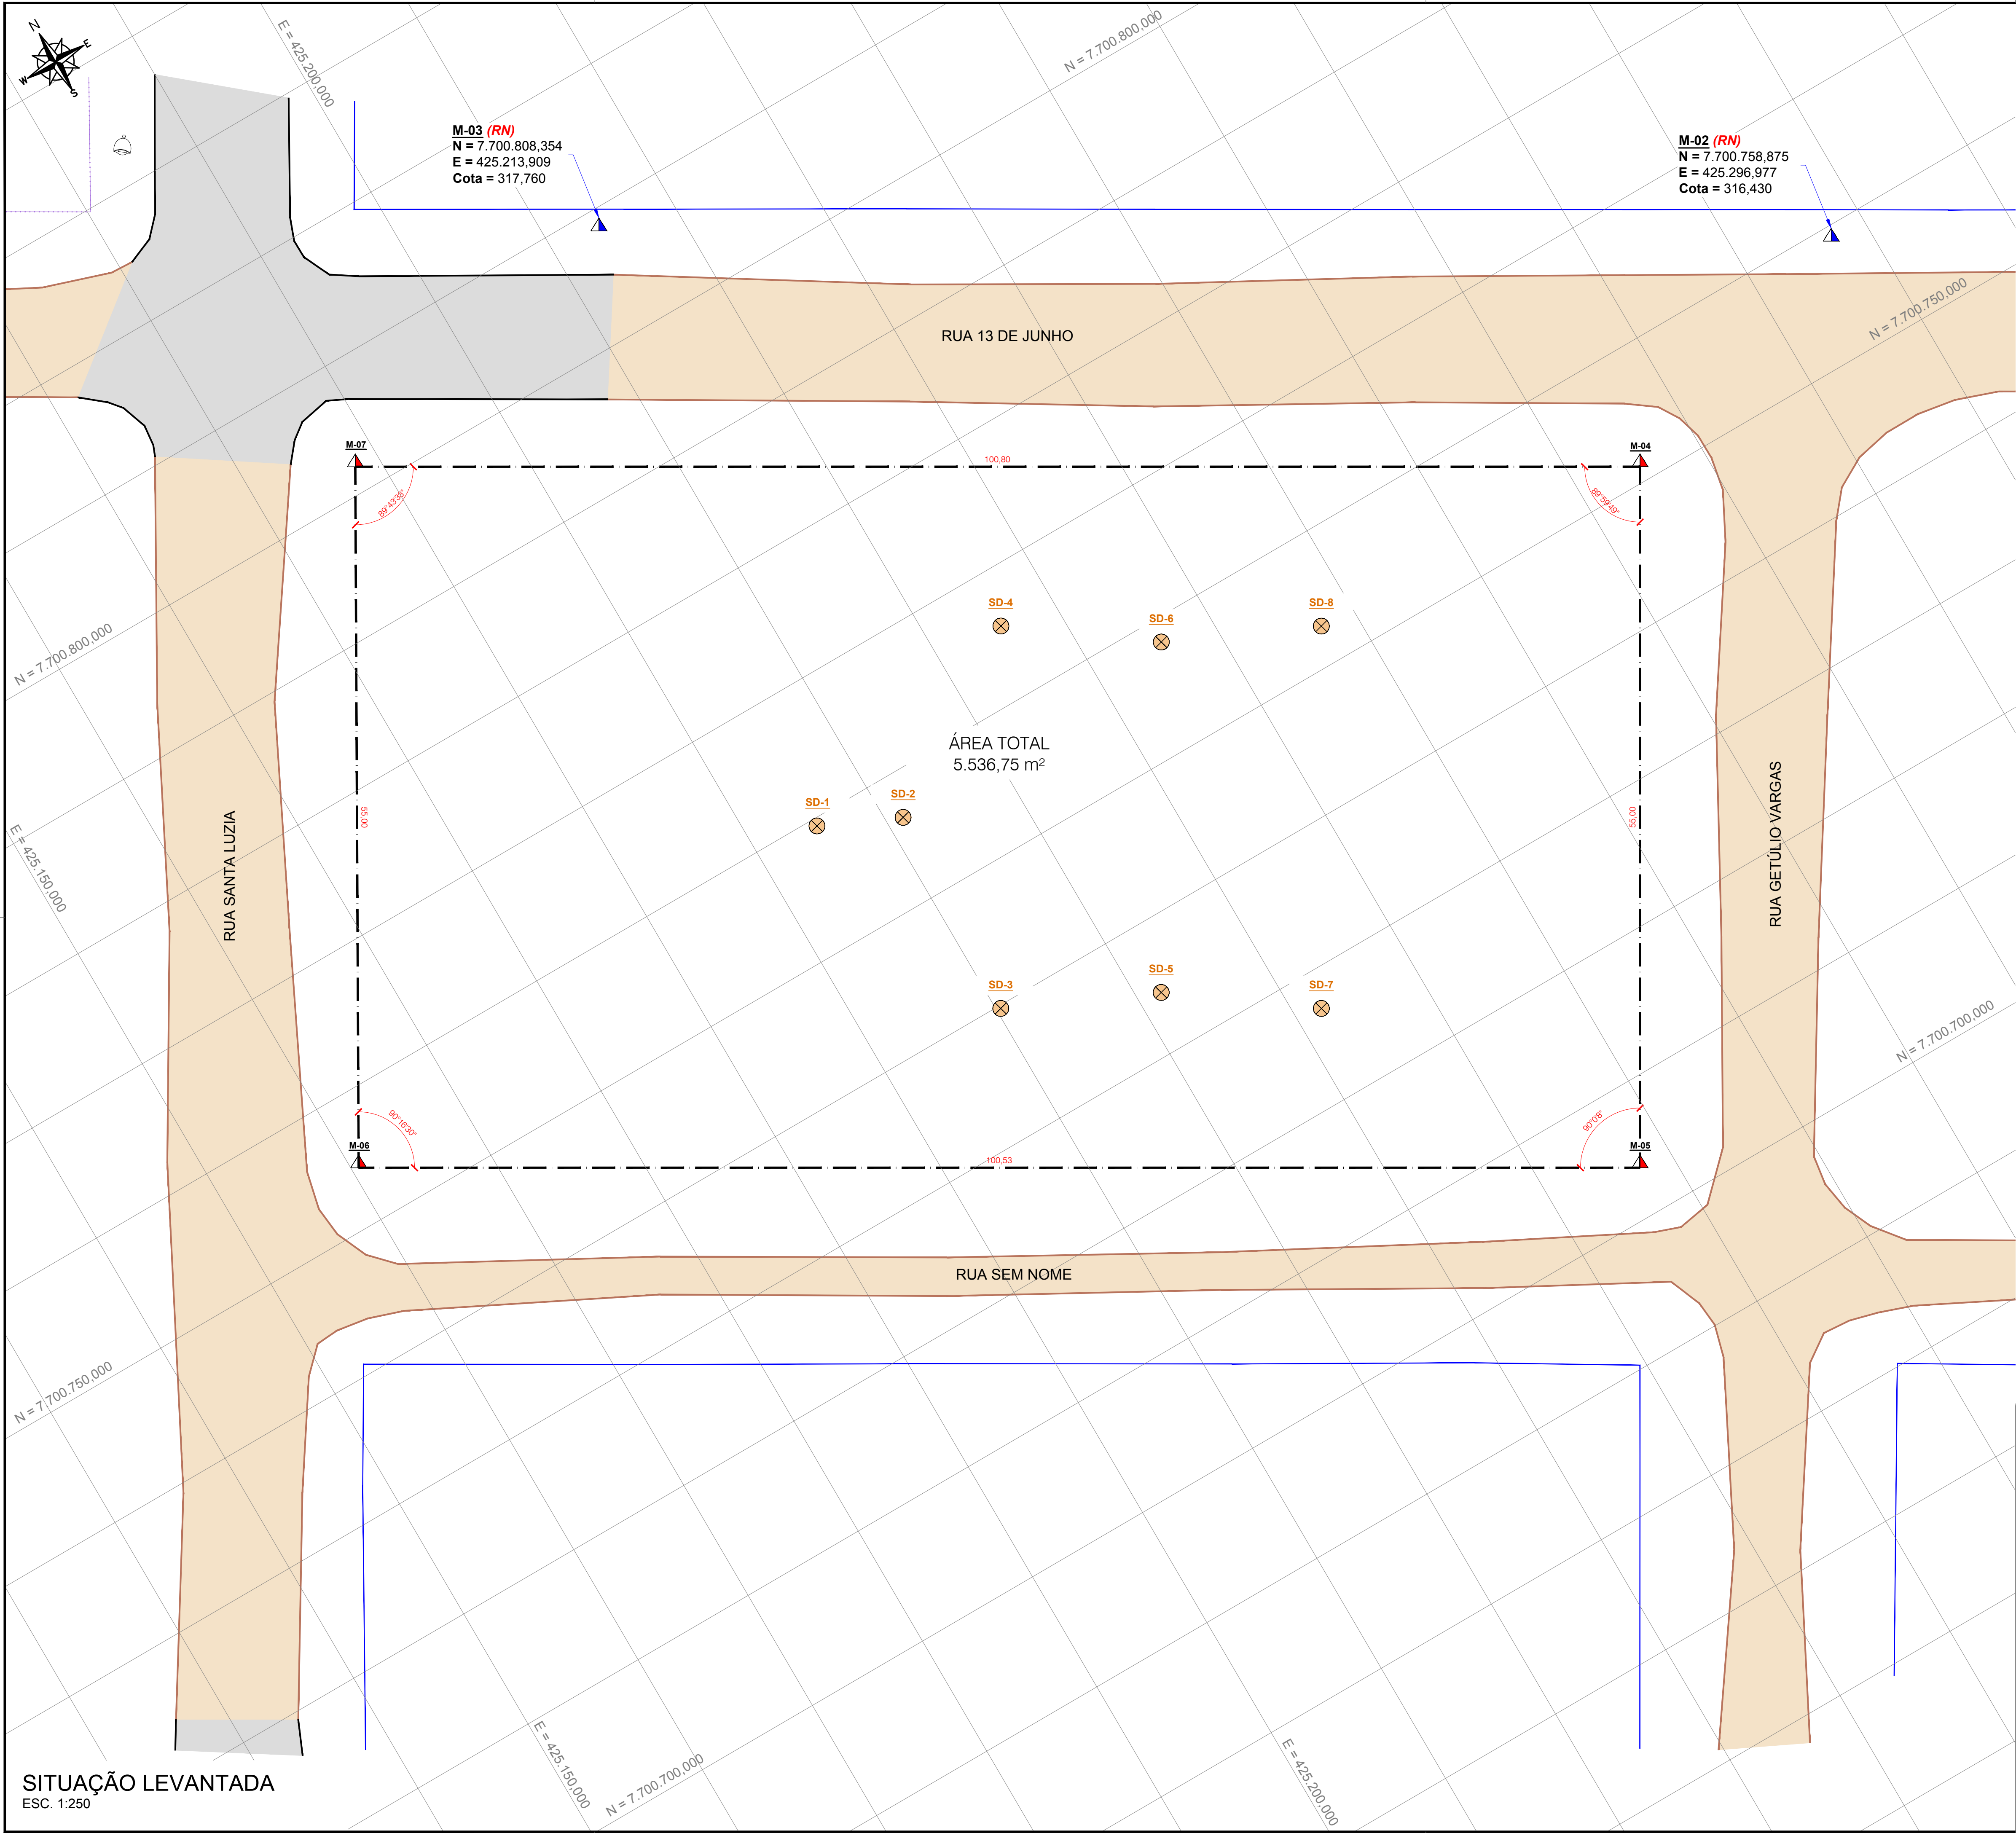 N
E
W
S
E = 425.200,000
N = 7.700.800,000
M-03 (RN)
N = 7.700.808,354
E = 425.213,909
Cota = 317,760
M-02 (RN)
N = 7.700.758,875
E = 425.296,977
Cota = 316,430
N = 7.700.750,000
RUA 13 DE JUNHO
M-07
100,80
M-04
89°43'33"
89°59'49"
SD-4
SD-6
SD-8
N = 7.700.800,000
ÁREA TOTAL
5.536,75 m²
SD-1
SD-2
55,00
55,00
RUA SANTA LUZIA
RUA GETÚLIO VARGAS
E = 425.150,000
SD-3
SD-5
SD-7
N = 7.700.700,000
90°16'30"
90°0'8"
M-06
100,53
M-05
RUA SEM NOME
N = 7.700.750,000
E = 425.150,000
N = 7.700.700,000
E = 425.200,000
SITUAÇÃO LEVANTADA
ESC. 1:250